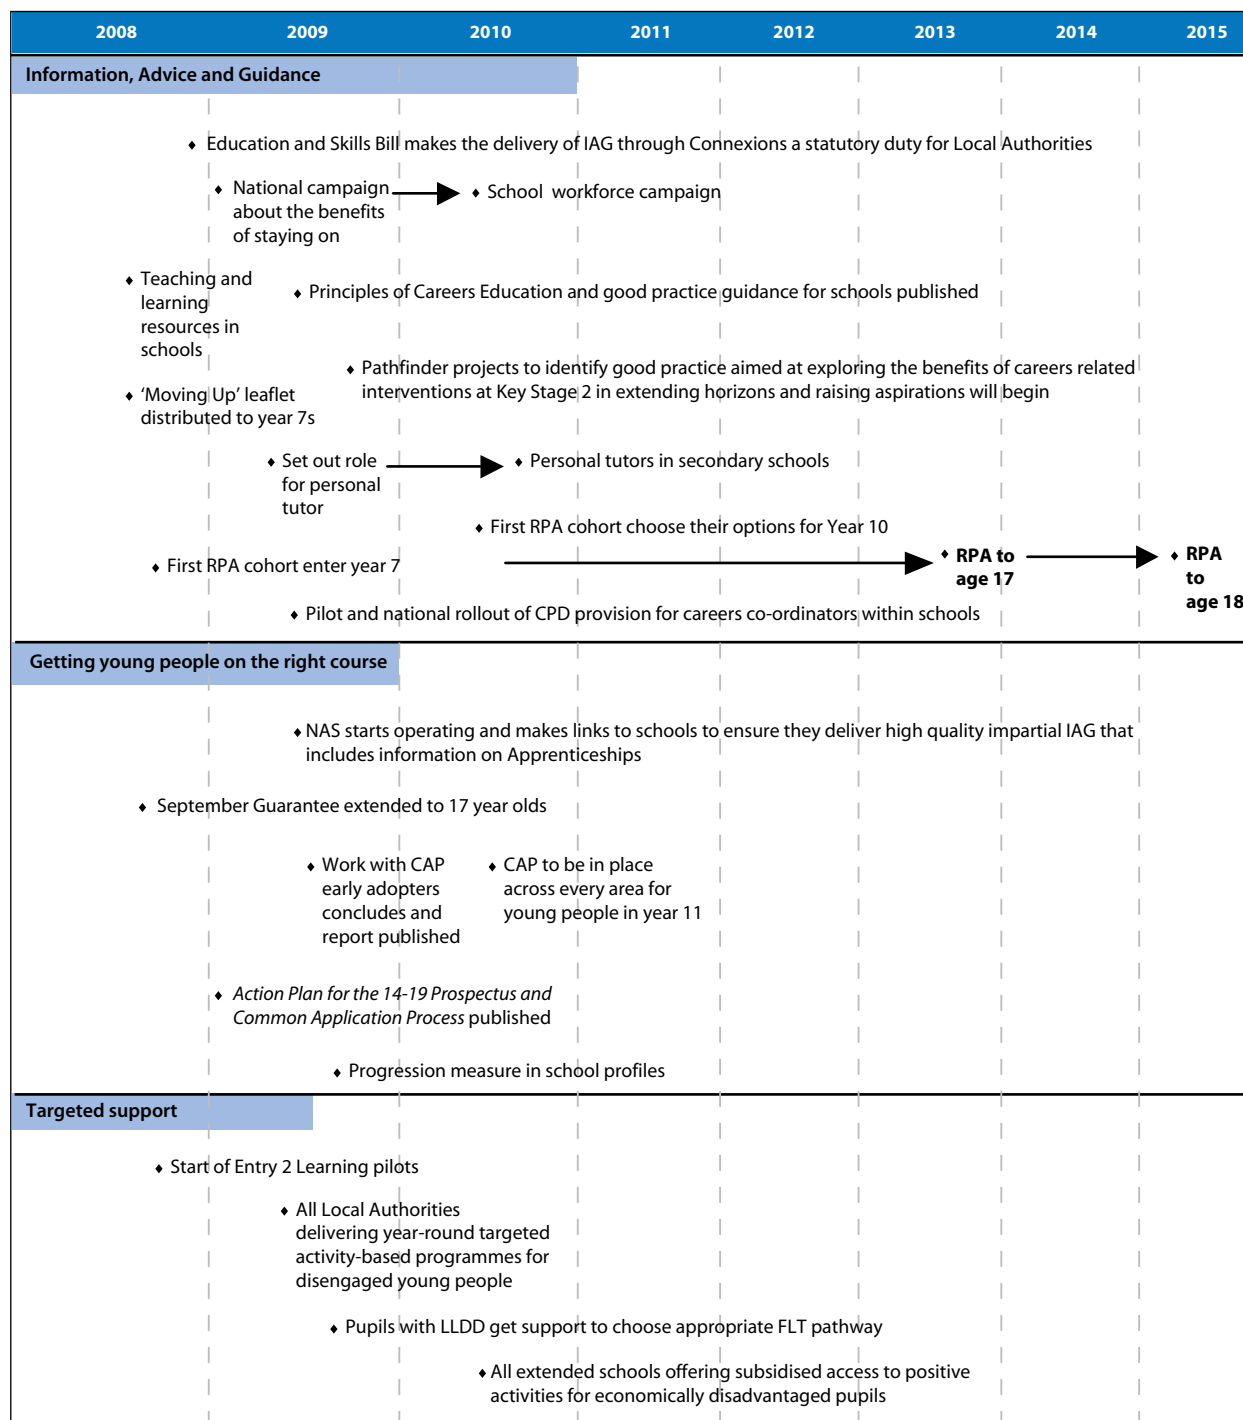 2008 2009 2010 2011 2012 2013 2014 2015
Information, Advice and Guidance
Education and Skills Bill makes the delivery of IAG through Connexions a statutory duty for Local Authorities
National campaign
about the benefits
of staying on
School workforce campaign
Teaching and
learning
resources in
schools
Principles of Careers Education and good practice guidance for schools published
Pathfinder projects to identify good practice aimed at exploring the benefits of careers related
interventions at Key Stage 2 in extending horizons and raising aspirations will begin
‘Moving Up’ leaflet
distributed to year 7s
Set out role
for personal
tutor
Personal tutors in secondary schools
First RPA cohort choose their options for Year 10
First RPA cohort enter year 7
RPA to
age 17
RPA
to
age 18
Pilot and national rollout of CPD provision for careers co-ordinators within schools
Getting young people on the right course
NAS starts operating and makes links to schools to ensure they deliver high quality impartial IAG that
includes information on Apprenticeships
September Guarantee extended to 17 year olds
Work with CAP
early adopters
concludes and
report published
CAP to be in place
across every area for
young people in year 11
Action Plan for the 14-19 Prospectus and
Common Application Process published
Progression measure in school profiles
Targeted support
Start of Entry 2 Learning pilots
All Local Authorities
delivering year-round targeted
activity-based programmes for
disengaged young people
Pupils with LLDD get support to choose appropriate FLT pathway
All extended schools offering subsidised access to positive
activities for economically disadvantaged pupils